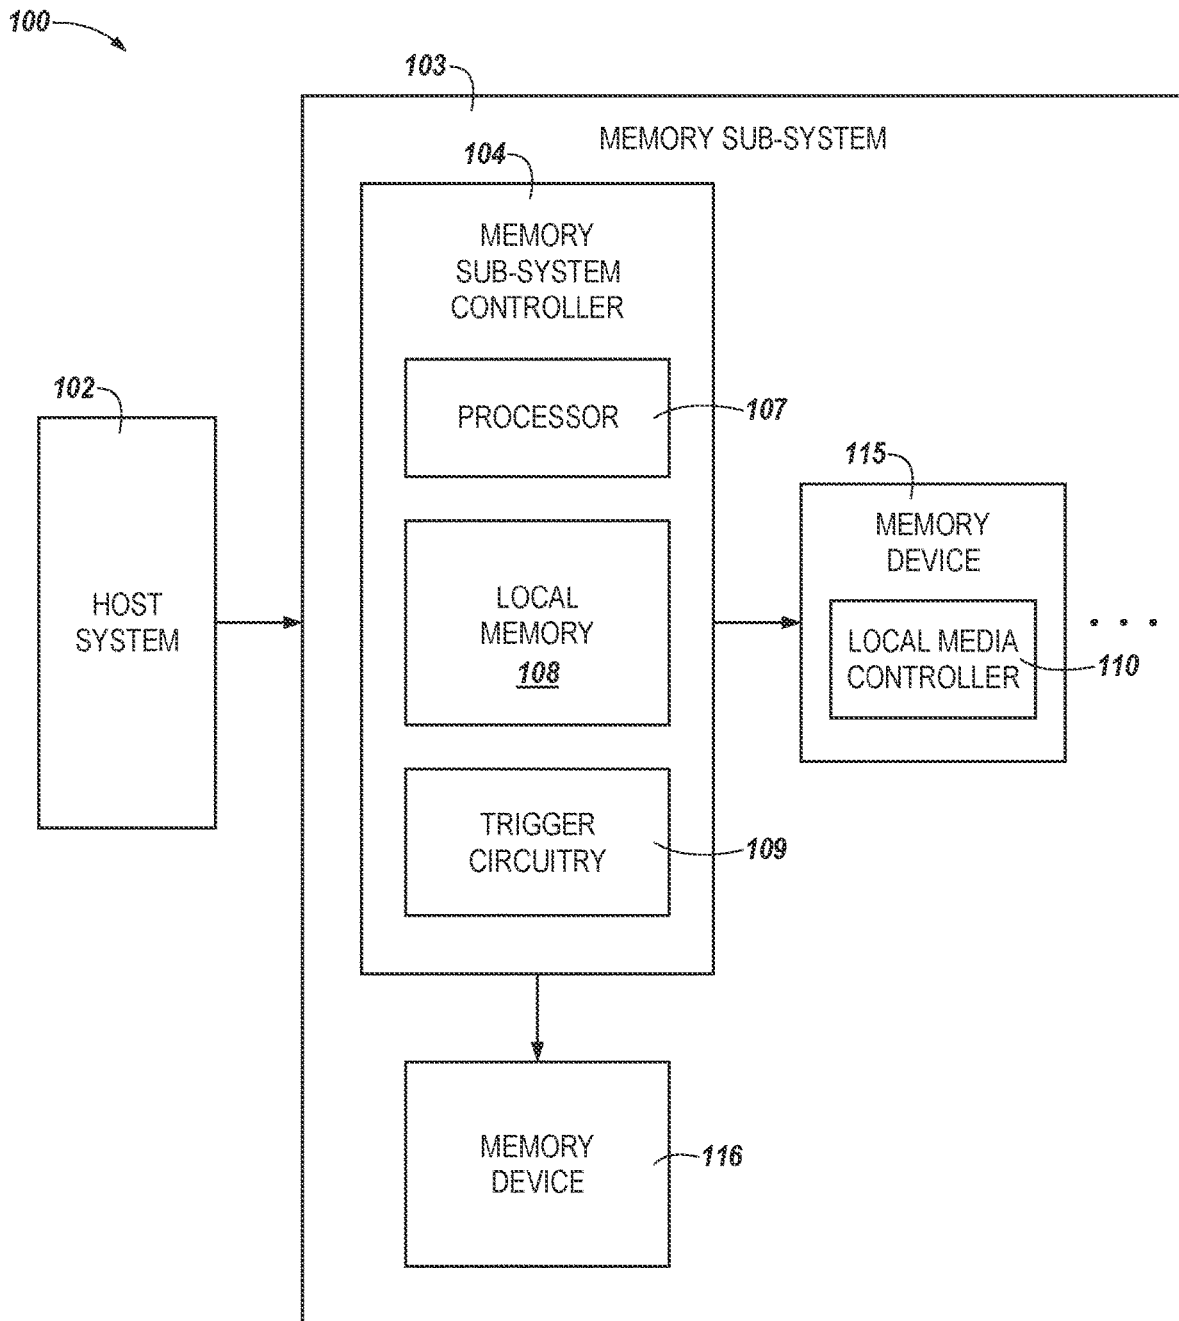 100
103
MEMORY SUB-SYSTEM
104
MEMORY
SUB-SYSTEM
CONTROLLER
102
PROCESSOR
107
115
MEMORY
DEVICE
HOST
SYSTEM
LOCAL
MEMORY
108
LOCAL MEDIA
CONTROLLER
110
TRIGGER
CIRCUITRY
109
MEMORY
DEVICE
116